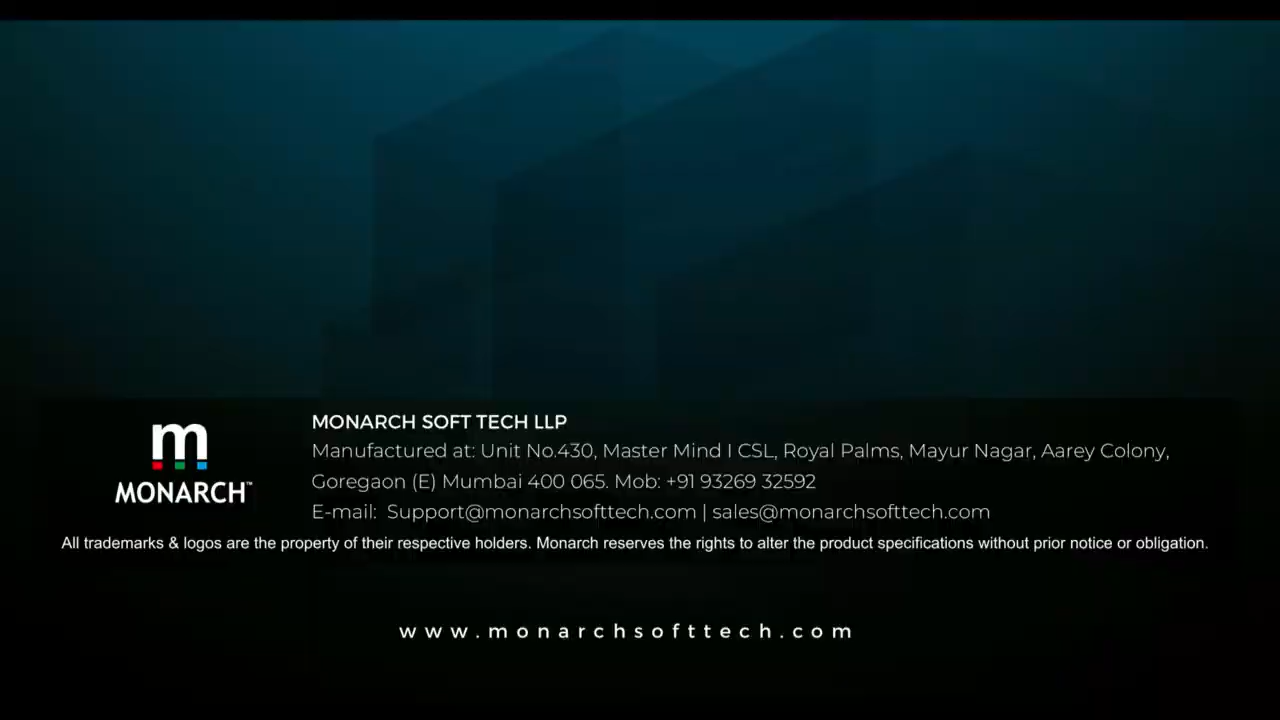 m
MONARCH™
MONARCH SOFT TECH LLP
Manufactured at: Unit No.430, Master Mind I CSL, Royal Palms, Mayur Nagar, Aarey Colony,
Goregaon (E) Mumbai 400 065. Mob: +91 93269 32592
E-mail: Support@monarchsofttech.com | sales@monarchsofttech.com
All trademarks & logos are the property of their respective holders. Monarch reserves the rights to alter the product specifications without prior notice or obligation.
www.monarchsofttech.com